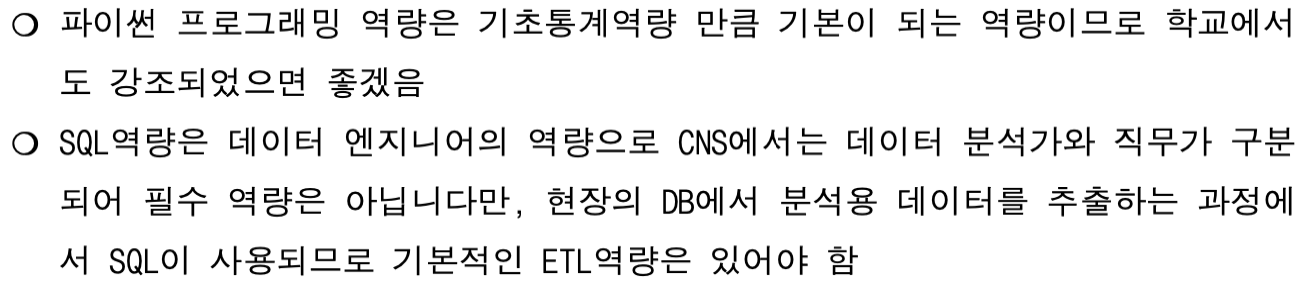 ❍ 파이썬 프로그래밍 역량은 기초통계역량 만큼 기본이 되는 역량이므로 학교에서
도 강조되었으면 좋겠음
❍ SQL역량은 데이터 엔지니어의 역량으로 CNS에서는 데이터 분석가와 직무가 구분
되어 필수 역량은 아닙니다만, 현장의 DB에서 분석용 데이터를 추출하는 과정에
서 SQL이 사용되므로 기본적인 ETL역량은 있어야 함